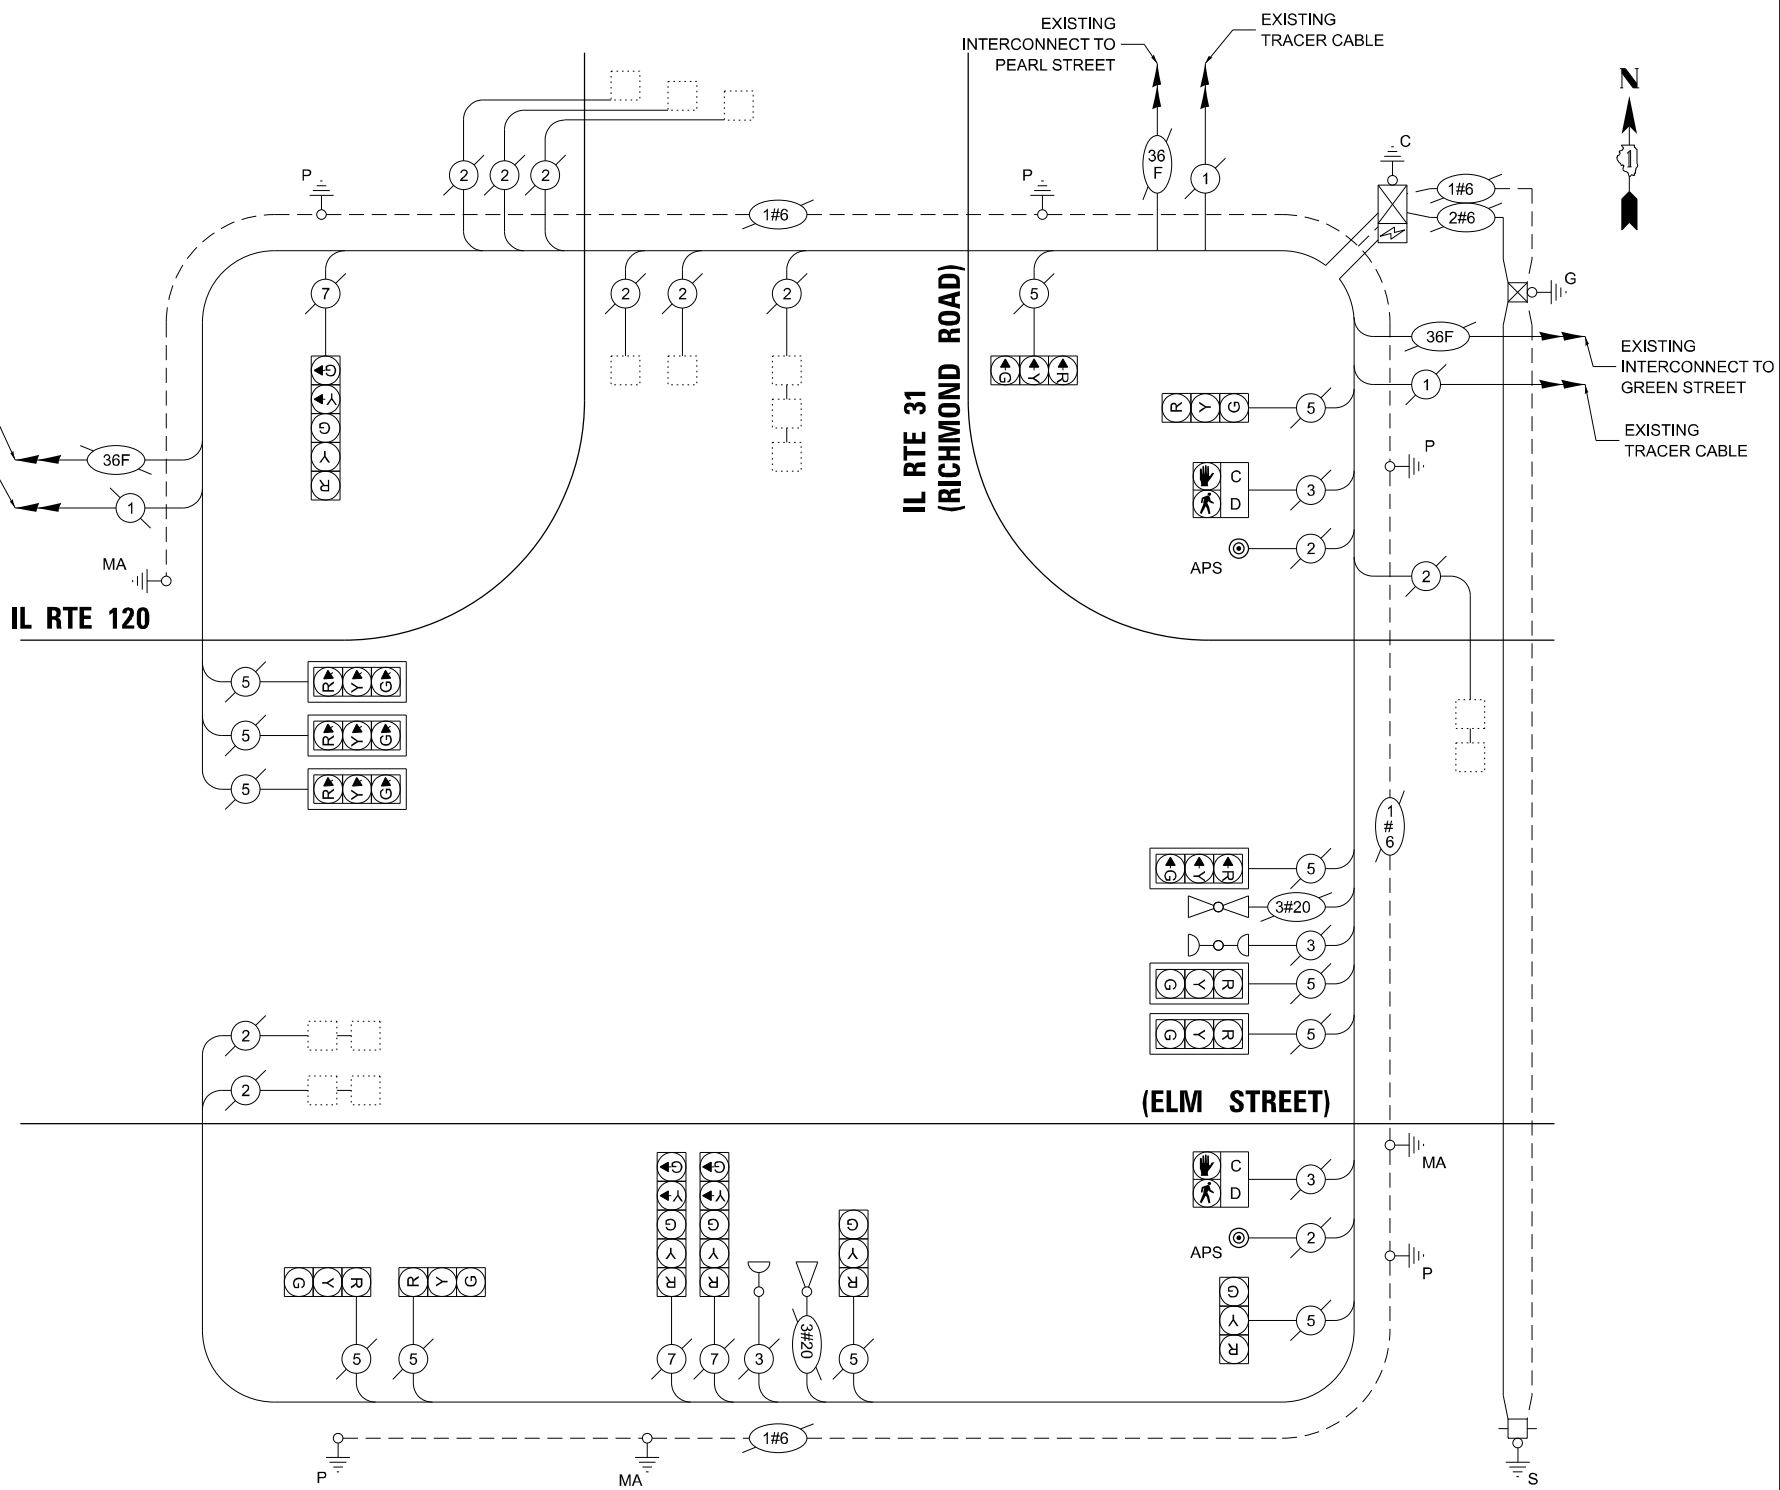 EXISTING
INTERCONNECT TO
PEARL STREET
EXISTING
TRACER CABLE
N
1
C
36
F
1
2
2
2
P
P
1#6
1#6
2#6
G
7
2
2
2
5
36F
EXISTING
INTERCONNECT TO
GREEN STREET
1
EXISTING
TRACER CABLE
G
Y
G
Y
R
G Y R
IL RTE 31
(RICHMOND ROAD)
R Y G
5
P
36F
1
C
D
3
APS
2
2
MA
IL RTE 120
5
R Y G
5
R Y G
5
R Y G
1
#
6
G Y R
5
3#20
3
G Y R
5
G Y R
5
2
2
(ELM STREET)
MA
C
D
3
APS
2
P
G
Y
R
5
G Y R
R Y G
G
Y
G
Y
R
G
Y
G
Y
R
G
Y
R
5
5
7
7
3
3#20
5
1#6
P
MA
S